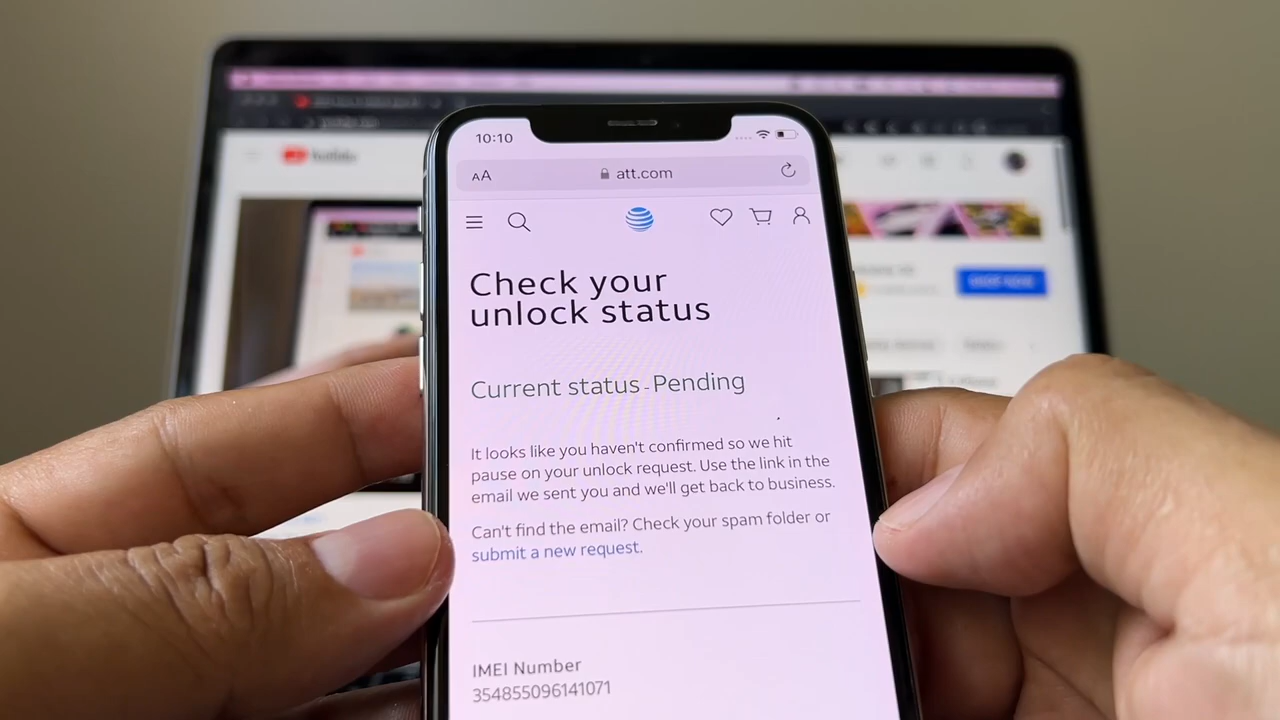 10:10
AA att.com
Check your
unlock status
Current status - Pending
It looks like you haven't confirmed so we hit
pause on your unlock request. Use the link in the
email we sent you and we'll get back to business.
Can't find the email? Check your spam folder or
submit a new request.
IMEI Number
354855096141071
YouTube